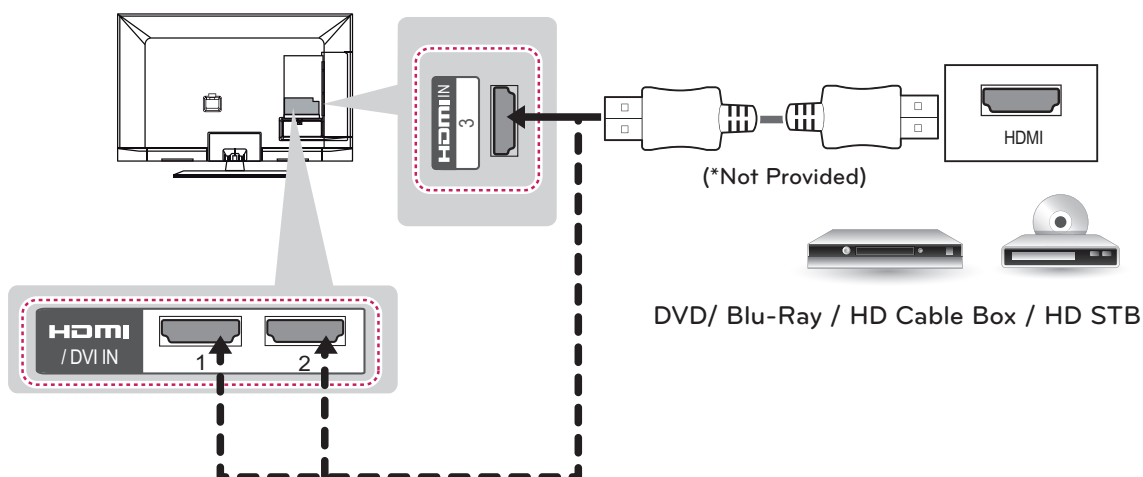 HDMI IN
3
HDMI
(*Not Provided)
DVD/ Blu-Ray / HD Cable Box / HD STB
HDMI
/ DVI IN
1
2